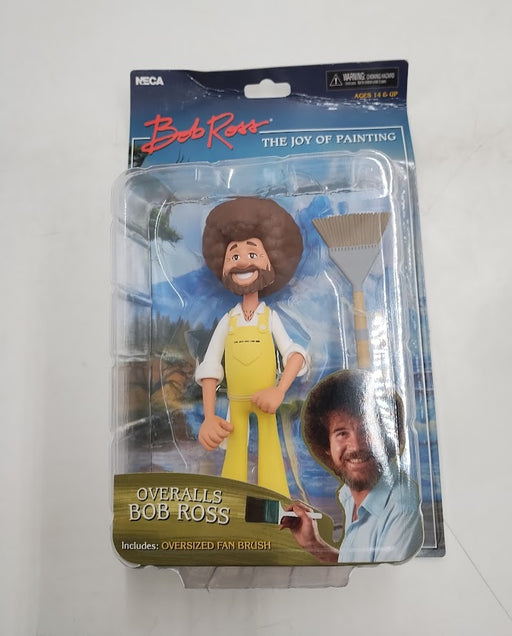 NECA
WARNING: CHOKING HAZARD
AGES 14 & UP
Bob Ross
THE JOY OF PAINTING
OVERALLS
BOB ROSS
Includes: OVERSIZED FAN BRUSH